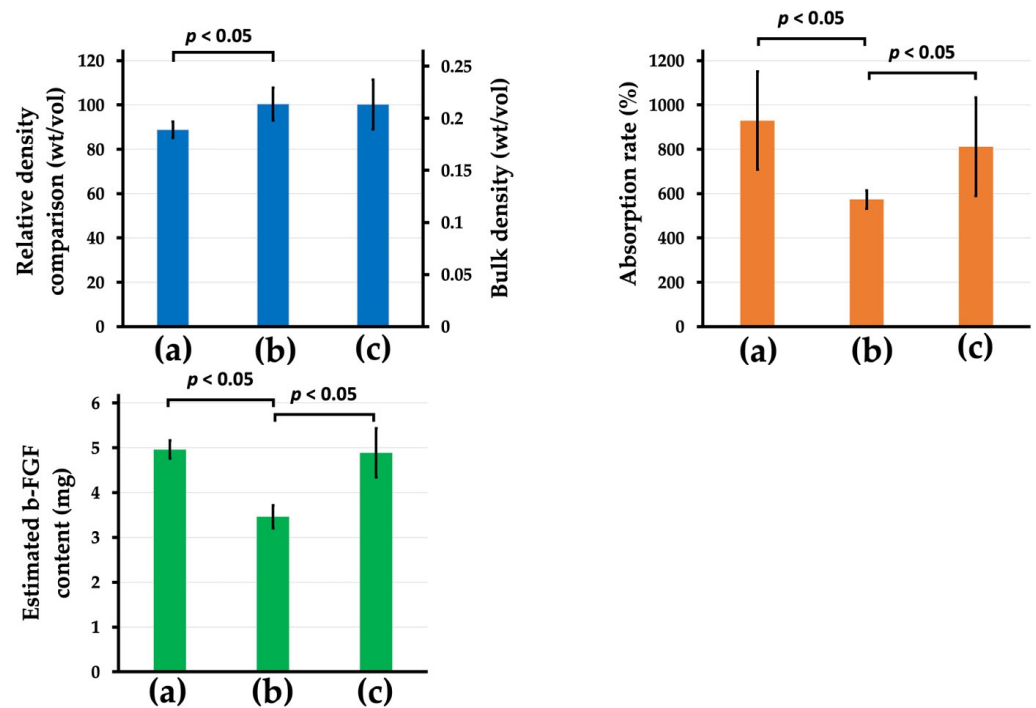 p < 0.05
120
100
80
60
40
20
0
Relative density
comparison (wt/vol)
0.25
0.2
0.15
0.1
0.05
0
Bulk density (wt/vol)
(a)
(b)
(c)
p < 0.05
p < 0.05
1200
1000
800
600
400
200
0
Absorption rate (%)
(a)
(b)
(c)
p < 0.05
p < 0.05
6
5
4
3
2
1
0
Estimated b-FGF
content (mg)
(a)
(b)
(c)